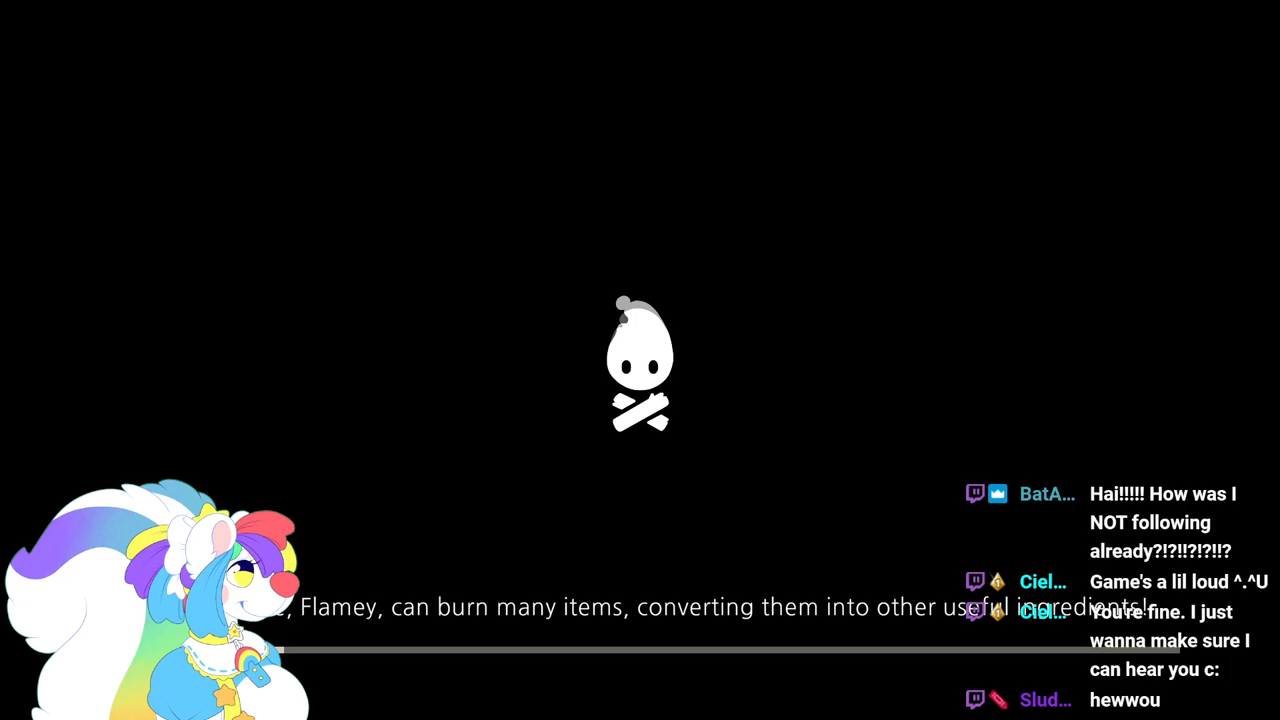 BatA... Hai!!!!! How was I
NOT following
already?!?!!?!?!!?
Ciel... Game's a lil loud ^.^U
, Flamey, can burn many items, converting them into other useful ingredients!
Ciel... You're fine. I just
wanna make sure I
can hear you c:
Slud... hewwou